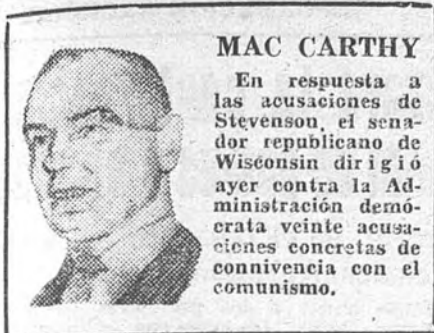 MAC CARTHY
En respuesta a
las acusaciones de
Stevenson, el sena-
dor republicano de
Wisconsin dirigió
ayer contra la Ad-
ministración demó-
crata veinte acusa-
ciones concretas de
connivencia con el
comunismo.